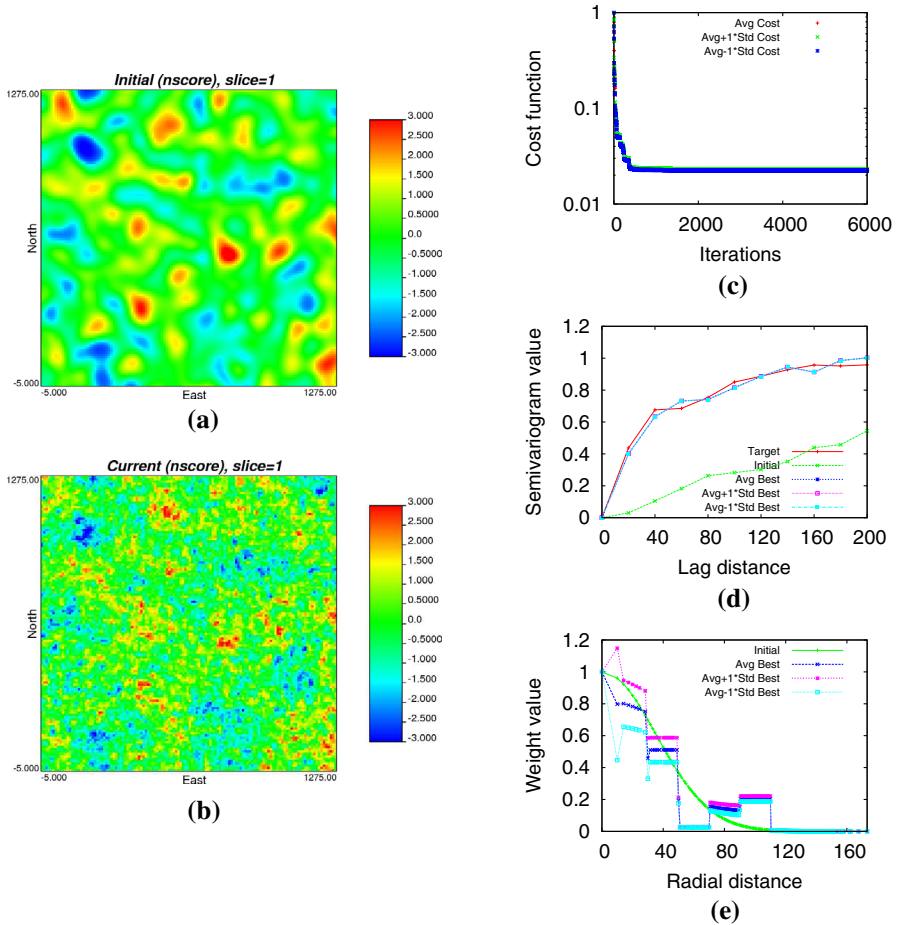 Initial (nscore), slice=1
1275.00
North
-5.000
-5.000
East
1275.00
3.000
2.500
2.000
1.500
1.000
0.5000
0.0
-0.5000
-1.000
-1.500
-2.000
-2.500
-3.000
(a)
Current (nscore), slice=1
1275.00
North
-5.000
-5.000
East
1275.00
3.000
2.500
2.000
1.500
1.000
0.5000
0.0
-0.5000
-1.000
-1.500
-2.000
-2.500
-3.000
(b)
Cost function
1
0.1
0.01
Avg Cost
Avg+1*Std Cost
Avg-1*Std Cost
0 2000 4000 6000
Iterations
(c)
Semivariogram value
1.2
1
0.8
0.6
0.4
0.2
0
Target
Initial
Avg Best
Avg+1*Std Best
Avg-1*Std Best
0 40 80 120 160 200
Lag distance
(d)
Weight value
1.2
1
0.8
0.6
0.4
0.2
0
Initial
Avg Best
Avg+1*Std Best
Avg-1*Std Best
0 40 80 120 160
Radial distance
(e)